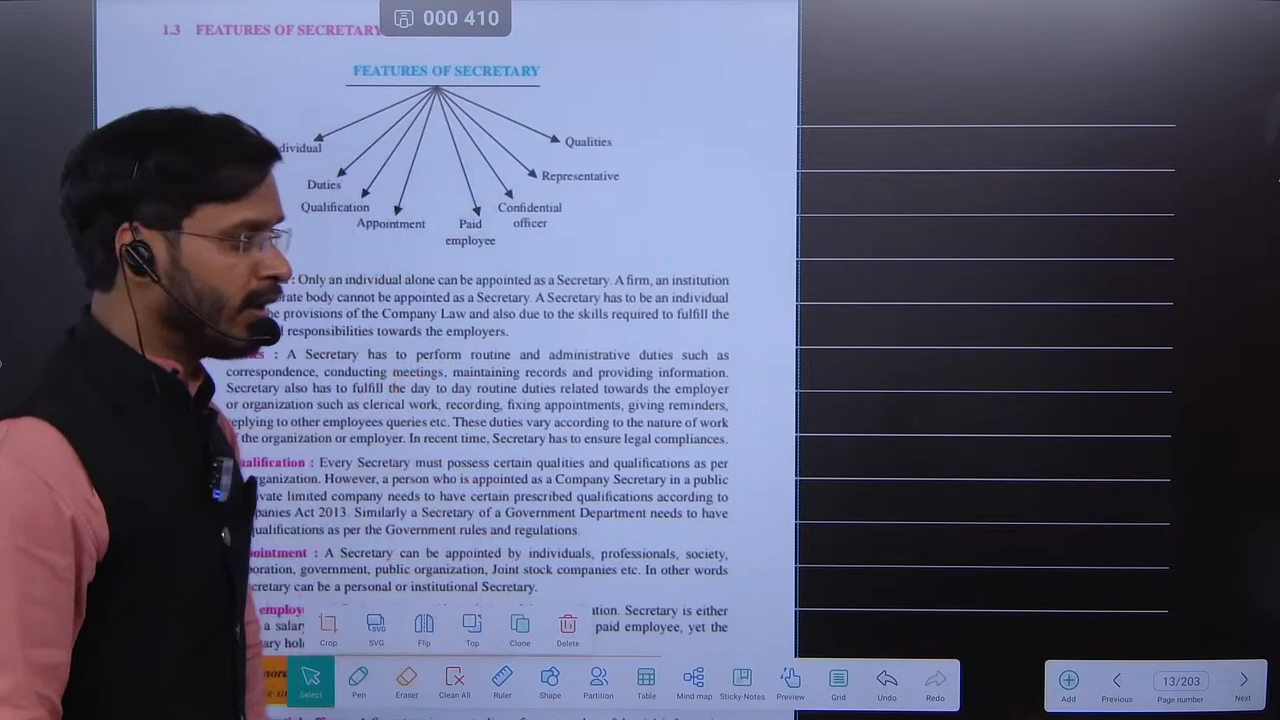 000 410
1.3 FEATURES OF SECRETARY
FEATURES OF SECRETARY
dividual
Qualities
Duties
Representative
Qualification
Confidential
officer
Appointment
Paid
employee
: Only an individual alone can be appointed as a Secretary. A firm, an institution
rate body cannot be appointed as a Secretary. A Secretary has to be an individual
he provisions of the Company Law and also due to the skills required to fulfill the
responsibilities towards the employers.
: A Secretary has to perform routine and administrative duties such as
correspondence, conducting meetings, maintaining records and providing information.
Secretary also has to fulfill the day to day routine duties related towards the employer
or organization such as clerical work, recording, fixing appointments, giving reminders,
eplying to other employees queries etc. These duties vary according to the nature of work
the organization or employer. In recent time, Secretary has to ensure legal compliances.
alification : Every Secretary must possess certain qualities and qualifications as per
rganization. However, a person who is appointed as a Company Secretary in a public
vate limited company needs to have certain prescribed qualifications according to
panies Act 2013. Similarly a Secretary of a Government Department needs to have
ualifications as per the Government rules and regulations.
ointment : A Secretary can be appointed by individuals, professionals, society,
oration, government, public organization, Joint stock companies etc. In other words
cretary can be a personal or institutional Secretary.
employ
tion. Secretary is either
a salar
paid employee, yet the
tary hol
Crop SVG Flip Top Clone Delete
Select Pen Eraser Clean All Ruler Shape Partition Table Mind map Sticky-Notes Preview Grid Undo Redo
Add Previous 13/203 Page number Next